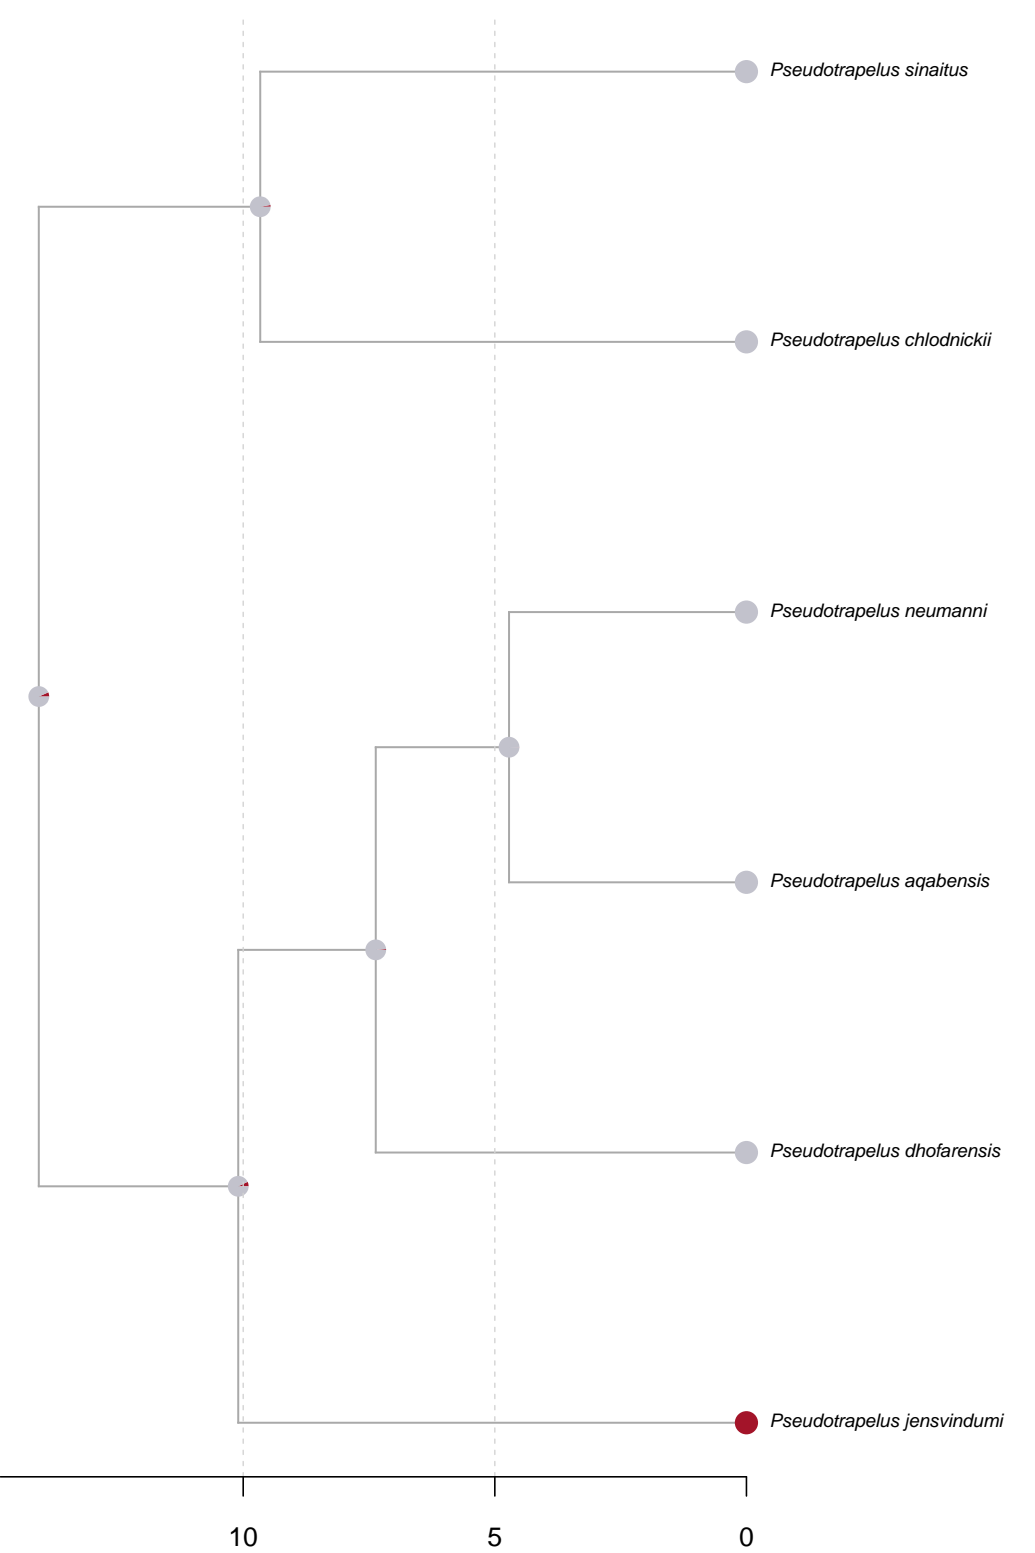 Pseudotrapelus sinaitus
Pseudotrapelus chlodnickii
Pseudotrapelus neumanni
Pseudotrapelus aqabensis
Pseudotrapelus dhofarensis
Pseudotrapelus jensvindumi
10 5 0